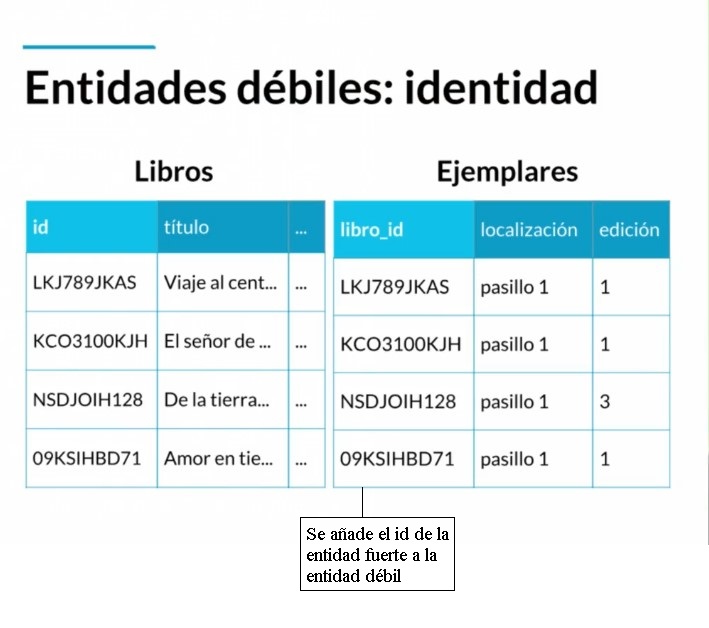 Entidades débiles: identidad
Libros
id título ...
LKJ789JKAS Viaje al cent... ...
KCO3100KJH El señor de ... ...
NSDJOIH128 De la tierra... ...
09KSIHBD71 Amor en tie... ...
Ejemplares
libro_id localización edición
LKJ789JKAS pasillo 1 1
KCO3100KJH pasillo 1 1
NSDJOIH128 pasillo 1 3
09KSIHBD71 pasillo 1 1
Se añade el id de la
entidad fuerte a la
entidad débil